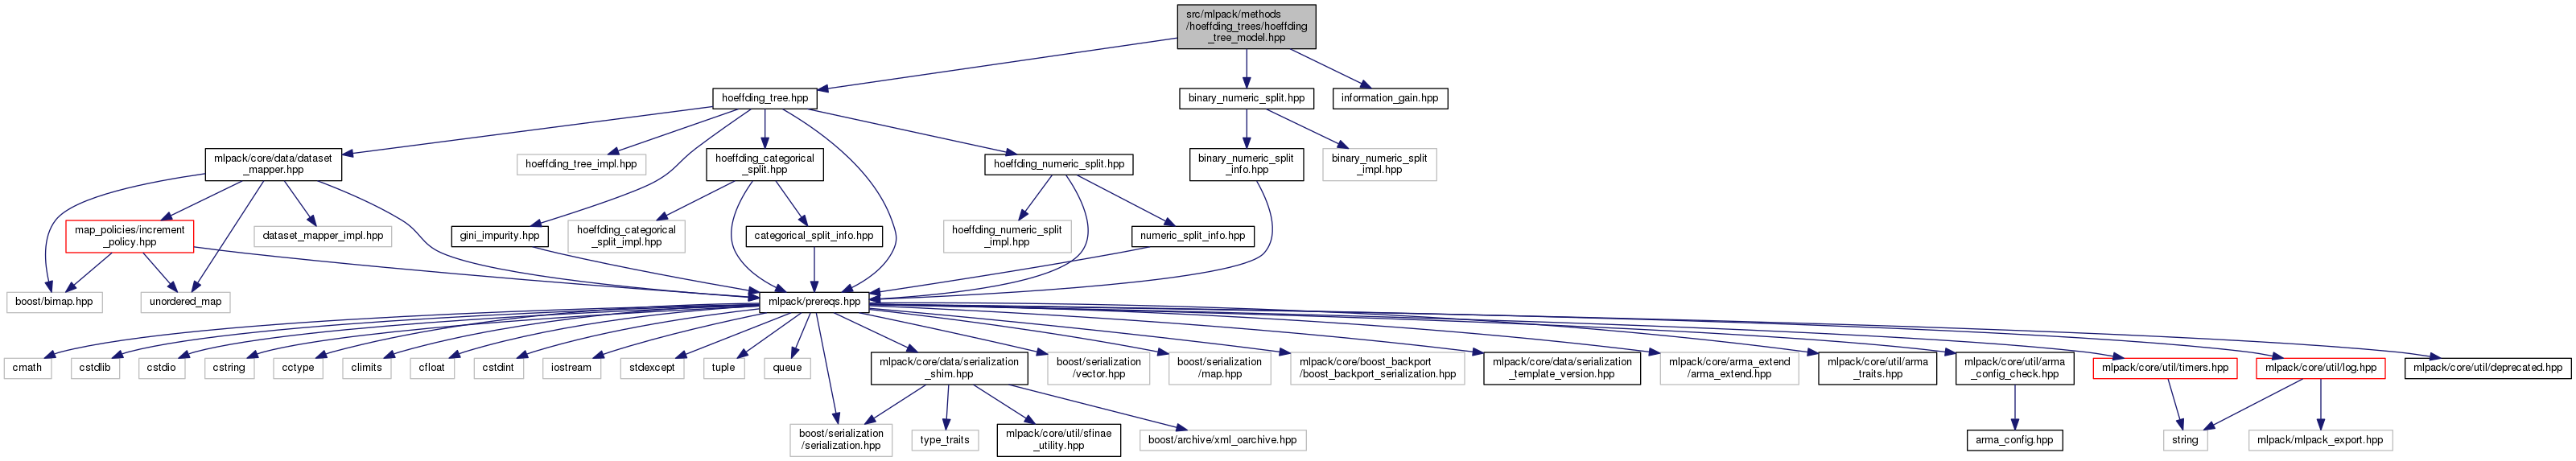 src/mlpack/methods
/hoeffding_trees/hoeffding
_tree_model.hpp
hoeffding_tree.hpp
binary_numeric_split.hpp
information_gain.hpp
mlpack/core/data/dataset
_mapper.hpp
hoeffding_tree_impl.hpp
hoeffding_categorical
_split.hpp
hoeffding_numeric_split.hpp
binary_numeric_split
_info.hpp
binary_numeric_split
_impl.hpp
map_policies/increment
_policy.hpp
dataset_mapper_impl.hpp
gini_impurity.hpp
hoeffding_categorical
_split_impl.hpp
categorical_split_info.hpp
hoeffding_numeric_split
_impl.hpp
numeric_split_info.hpp
boost/bimap.hpp
unordered_map
mlpack/prereqs.hpp
cmath
cstdlib
cstdio
cstring
cctype
climits
cfloat
cstdint
iostream
stdexcept
tuple
queue
mlpack/core/data/serialization
_shim.hpp
boost/serialization
/vector.hpp
boost/serialization
/map.hpp
mlpack/core/boost_backport
/boost_backport_serialization.hpp
mlpack/core/data/serialization
_template_version.hpp
mlpack/core/arma_extend
/arma_extend.hpp
mlpack/core/util/arma
_traits.hpp
mlpack/core/util/arma
_config_check.hpp
mlpack/core/util/timers.hpp
mlpack/core/util/log.hpp
mlpack/core/util/deprecated.hpp
boost/serialization
/serialization.hpp
type_traits
mlpack/core/util/sfinae
_utility.hpp
boost/archive/xml_oarchive.hpp
arma_config.hpp
string
mlpack/mlpack_export.hpp